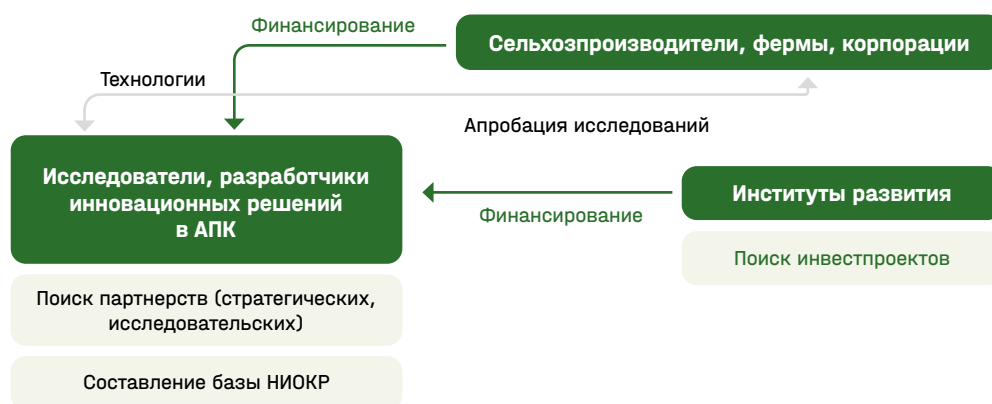 Финансирование
Сельхозпроизводители, фермы, корпорации
Технологии
Апробация исследований
Исследователи, разработчики
инновационных решений
в АПК
Институты развития
Финансирование
Поиск инвестпроектов
Поиск партнерств (стратегических,
исследовательских)
Составление базы НИОКР